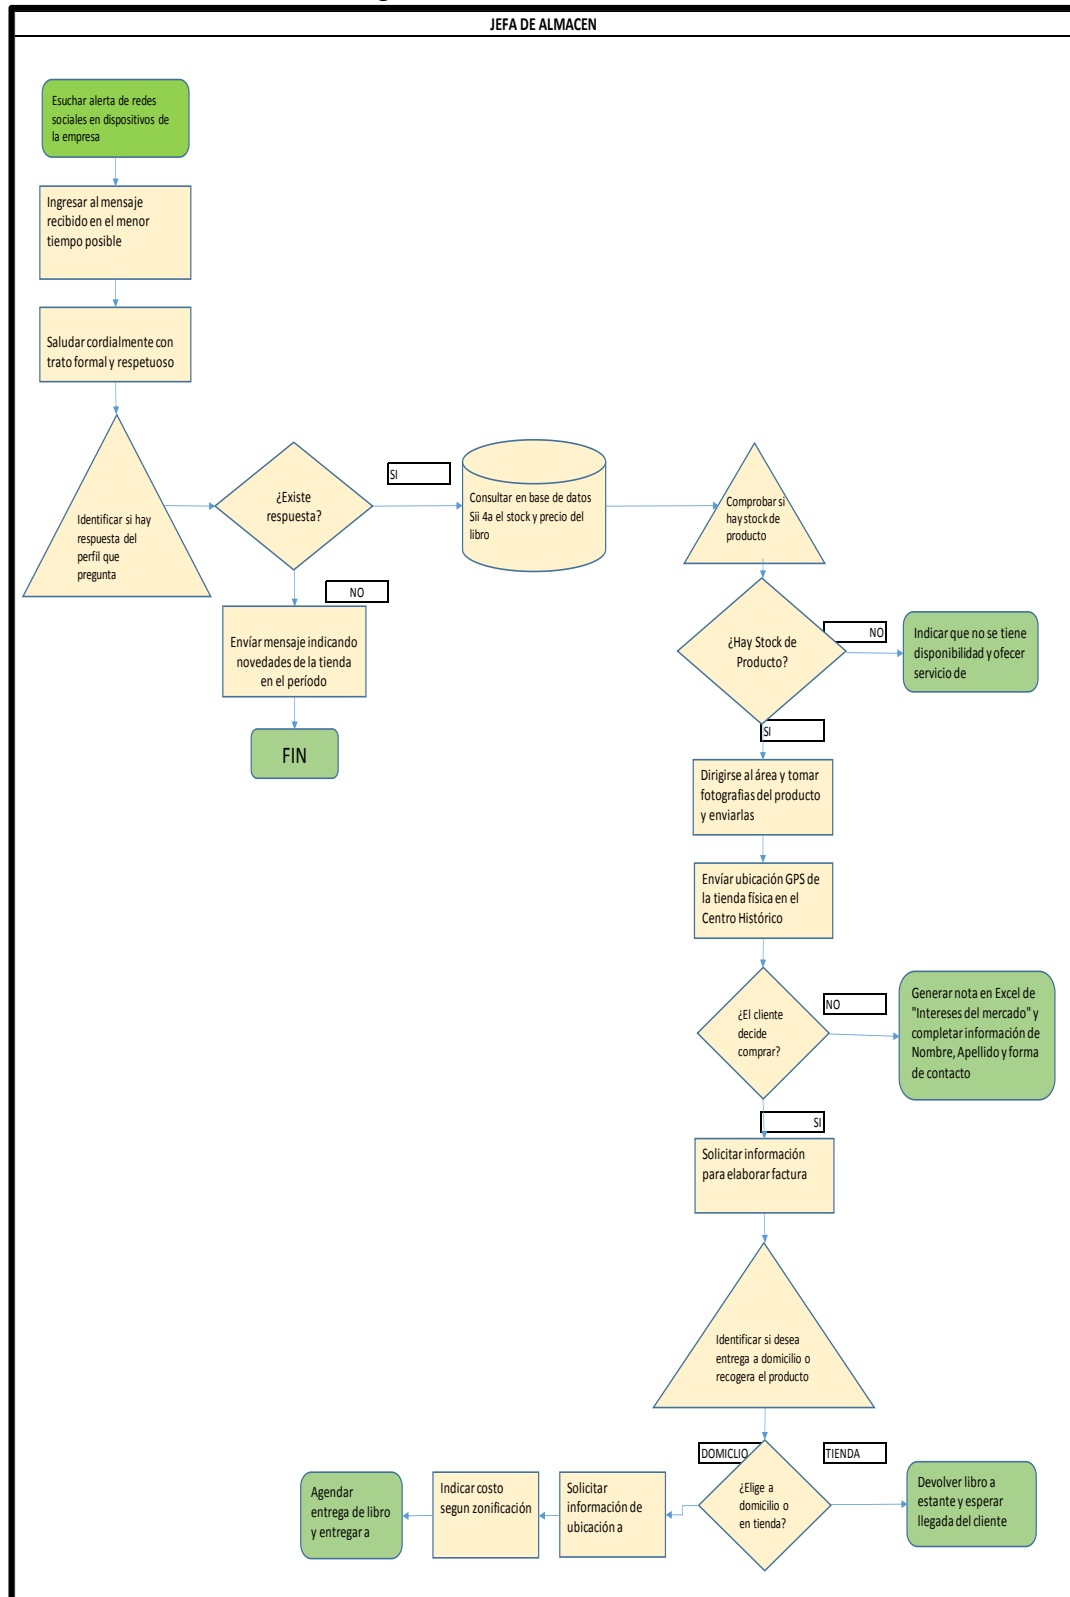 JEFA DE ALMACEN
Esuchar alerta de redes
sociales en dispositivos de
la empresa
Ingresar al mensaje
recibido en el menor
tiempo posible
Saludar cordialmente con
trato formal y respetuoso
Identificar si hay
respuesta del
perfil que
pregunta
¿Existe
respuesta?
SI
Consultar en base de datos
Sii 4a el stock y precio del
libro
Comprobar si
hay stock de
producto
NO
Envíar mensaje indicando
novedades de la tienda
en el período
FIN
¿Hay Stock de
Producto?
NO
Indicar que no se tiene
disponibilidad y ofecer
servicio de
SI
Dirigirse al área y tomar
fotografias del producto
y enviarlas
Envíar ubicación GPS de
la tienda física en el
Centro Histórico
¿El cliente
decide
comprar?
NO
Generar nota en Excel de
"Intereses del mercado" y
completar información de
Nombre, Apellido y forma
de contacto
SI
Solicitar información
para elaborar factura
Identificar si desea
entrega a domicilio o
recogera el producto
DOMICLIO
TIENDA
¿Elige a
domicilio o
en tienda?
Devolver libro a
estante y esperar
llegada del cliente
Solicitar
información de
ubicación a
Indicar costo
segun zonificación
Agendar
entrega de libro
y entregar a